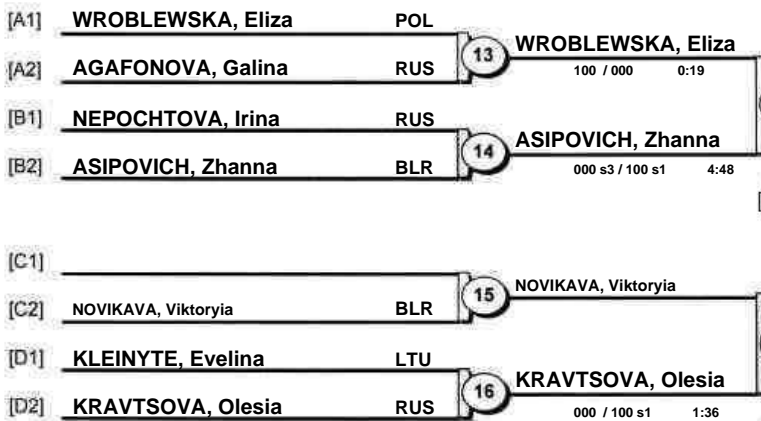 [A1] WROBLEWSKA, Eliza POL
13 WROBLEWSKA, Eliza
[A2] AGAFONOVA, Galina RUS
100 / 000 0:19
[B1] NEPOCHTOVA, Irina RUS
14 ASIPOVICH, Zhanna
[B2] ASIPOVICH, Zhanna BLR
000 s3 / 100 s1 4:48
[C1]
15 NOVIKAVA, Viktoryia
[C2] NOVIKAVA, Viktoryia BLR
[D1] KLEINYTE, Evelina LTU
16 KRAVTSOVA, Olesia
[D2] KRAVTSOVA, Olesia RUS
000 / 100 s1 1:36